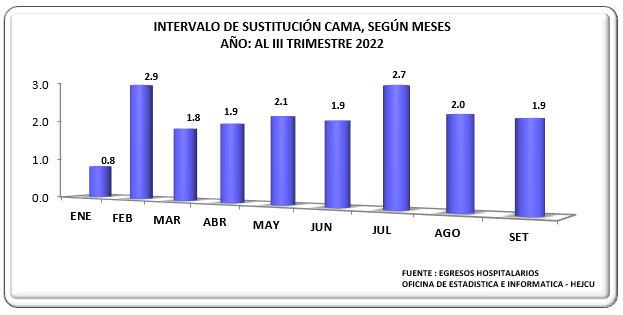 INTERVALO DE SUSTITUCIÓN CAMA, SEGÚN MESES
AÑO: AL III TRIMESTRE 2022
3.0
2.0
1.0
0.0
0.8
2.9
1.8
1.9
2.1
1.9
2.7
2.0
1.9
ENE
FEB
MAR
ABR
MAY
JUN
JUL
AGO
SET
FUENTE : EGRESOS HOSPITALARIOS
OFICINA DE ESTADISTICA E INFORMATICA - HEJCU